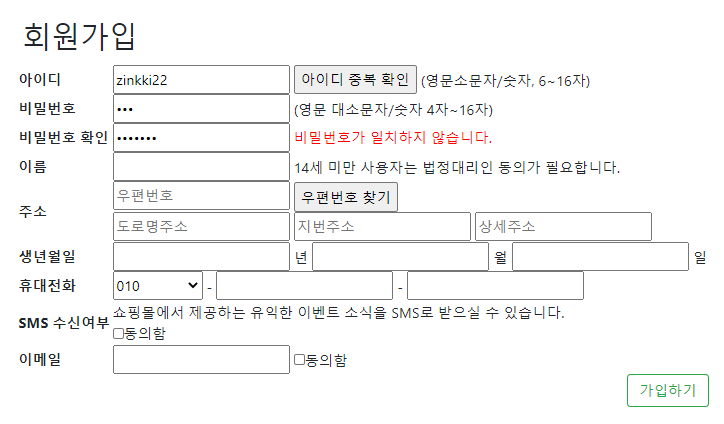 회원가입
아이디 zinkki22 아이디 중복 확인 (영문소문자/숫자, 6~16자)
비밀번호 ••• (영문 대소문자/숫자 4자~16자)
비밀번호 확인 ••••••• 비밀번호가 일치하지 않습니다.
이름 14세 미만 사용자는 법정대리인 동의가 필요합니다.
주소 우편번호 우편번호 찾기
도로명주소 지번주소 상세주소
생년월일 년 월 일
휴대전화 010 - -
SMS 수신여부 쇼핑몰에서 제공하는 유익한 이벤트 소식을 SMS로 받으실 수 있습니다.
동의함
이메일 동의함
가입하기